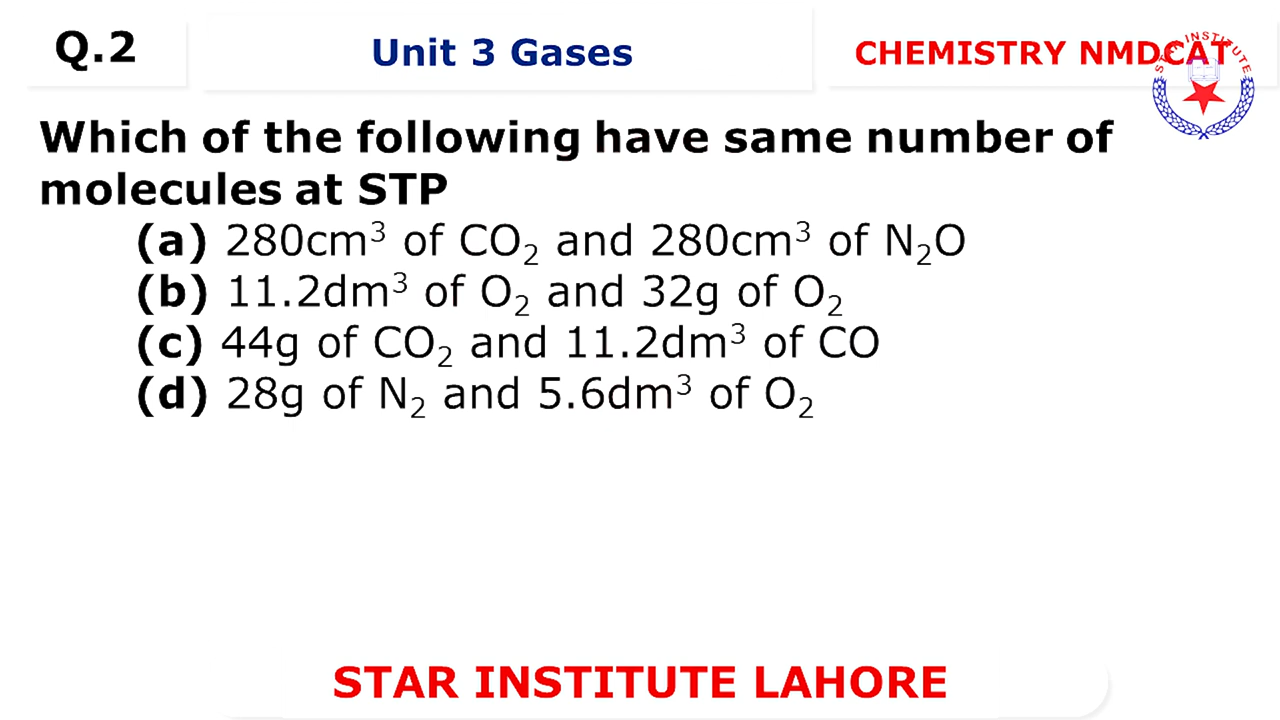 Q.2
Unit 3 Gases
CHEMISTRY NMDCAT
STAR INSTITUTE
Which of the following have same number of
molecules at STP
(a) 280cm³ of CO₂ and 280cm³ of N₂O
(b) 11.2dm³ of O₂ and 32g of O₂
(c) 44g of CO₂ and 11.2dm³ of CO
(d) 28g of N₂ and 5.6dm³ of O₂
STAR INSTITUTE LAHORE